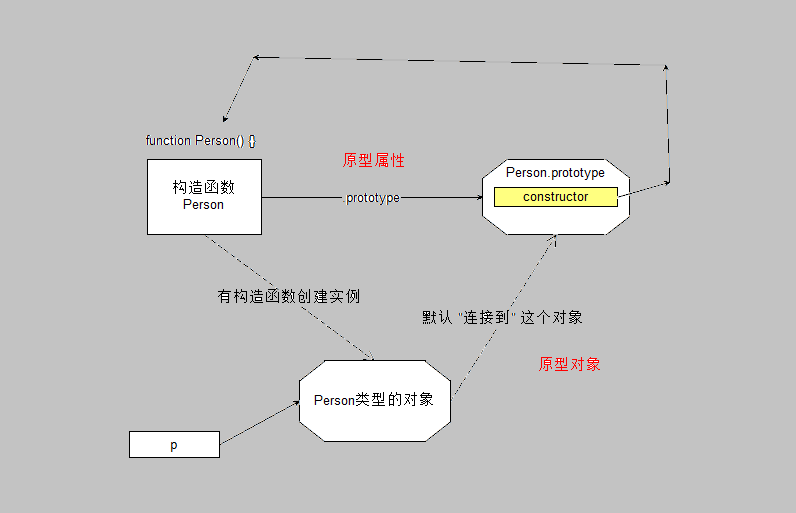 function Person() {}
原型属性
构造函数
Person
.prototype
Person.prototype
constructor
有构造函数创建实例
默认 "连接到" 这个对象
原型对象
Person类型的对象
p